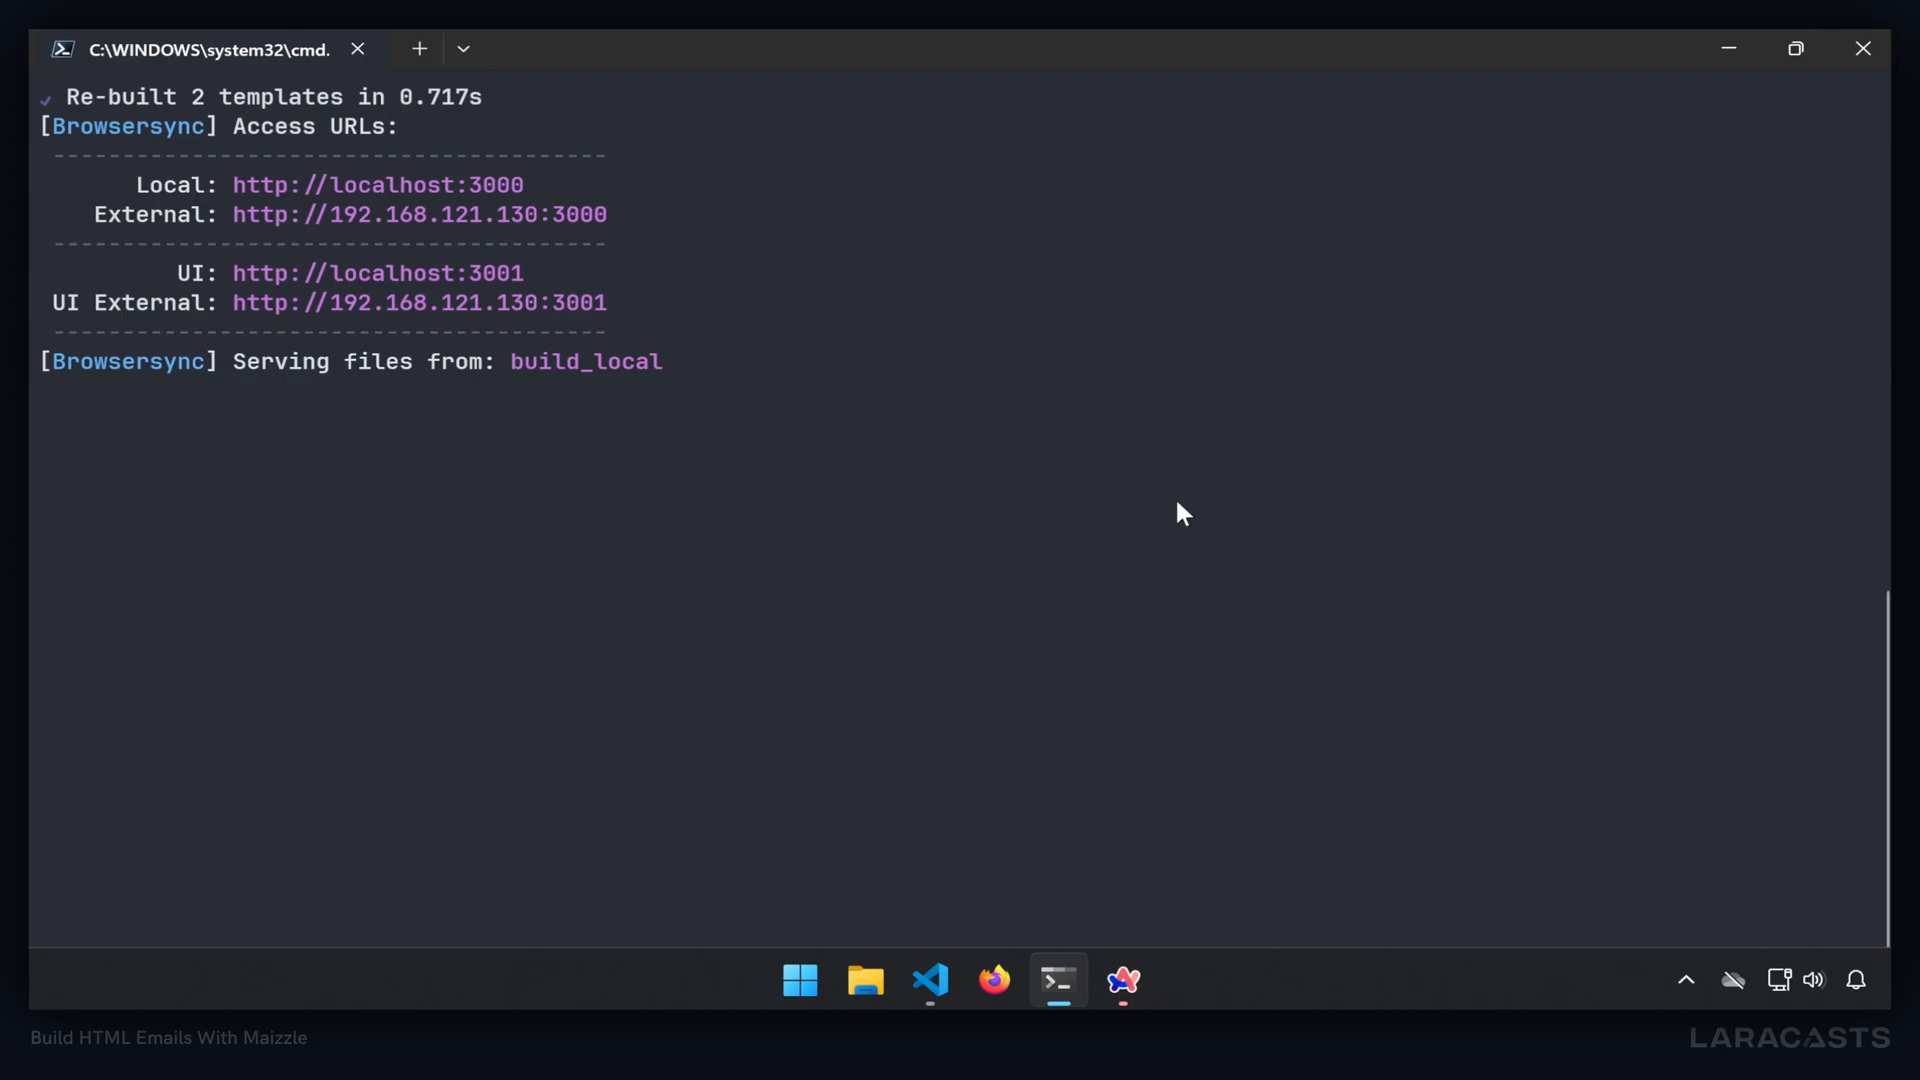 C:\WINDOWS\system32\cmd.
✓ Re-built 2 templates in 0.717s
[Browsersync] Access URLs:
----------------------------------------
Local: http://localhost:3000
External: http://192.168.121.130:3000
----------------------------------------
UI: http://localhost:3001
UI External: http://192.168.121.130:3001
----------------------------------------
[Browsersync] Serving files from: build_local
Build HTML Emails With Maizzle
LARACASTS